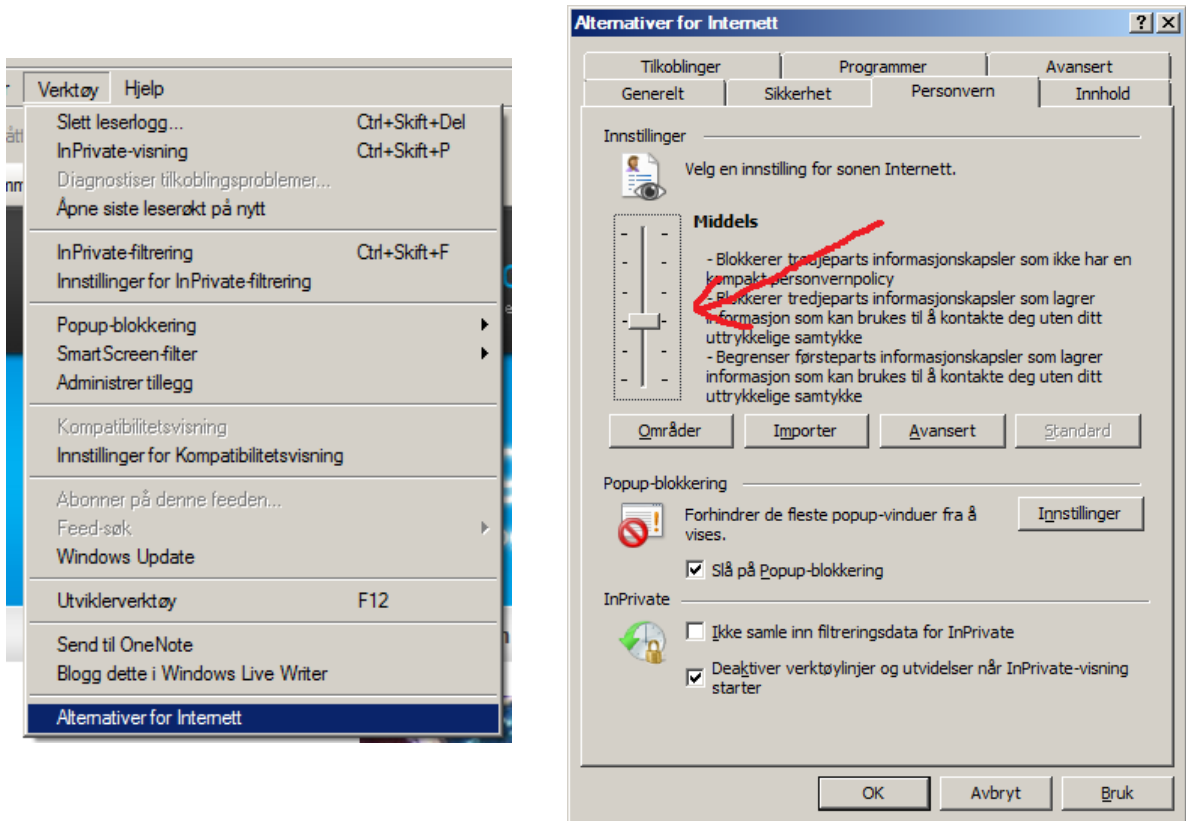 Verktøy Hjelp
Slett leserlogg... Ctrl+Skift+Del
InPrivate-visning Ctrl+Skift+P
Diagnostiser tilkoblingsproblemer...
Åpne siste leserøkt på nytt
InPrivate-filtrering Ctrl+Skift+F
Innstillinger for InPrivate-filtrering
Popup-blokkering
SmartScreen-filter
Administrer tillegg
Kompatibilitetsvisning
Innstillinger for Kompatibilitetsvisning
Abonner på denne feeden...
Feed-søk
Windows Update
Utviklerverktøy F12
Send til OneNote
Blogg dette i Windows Live Writer
Alternativer for Internett
Alternativer for Internett
Tilkoblinger Programmer Avansert
Generelt Sikkerhet Personvern Innhold
Innstillinger
Velg en innstilling for sonen Internett.
Middels
- Blokkerer tredjeparts informasjonskapsler som ikke har en
kompakt personvernpolicy
- Blokkerer tredjeparts informasjonskapsler som lagrer
informasjon som kan brukes til å kontakte deg uten ditt
uttrykkelige samtykke
- Begrenser førsteparts informasjonskapsler som lagrer
informasjon som kan brukes til å kontakte deg uten ditt
uttrykkelige samtykke
Områder Importer Avansert Standard
Popup-blokkering
Forhindrer de fleste popup-vinduer fra å Innstillinger
vises.
Slå på Popup-blokkering
InPrivate
Ikke samle inn filtreringsdata for InPrivate
Deaktiver verktøylinjer og utvidelser når InPrivate-visning
starter
OK Avbryt Bruk